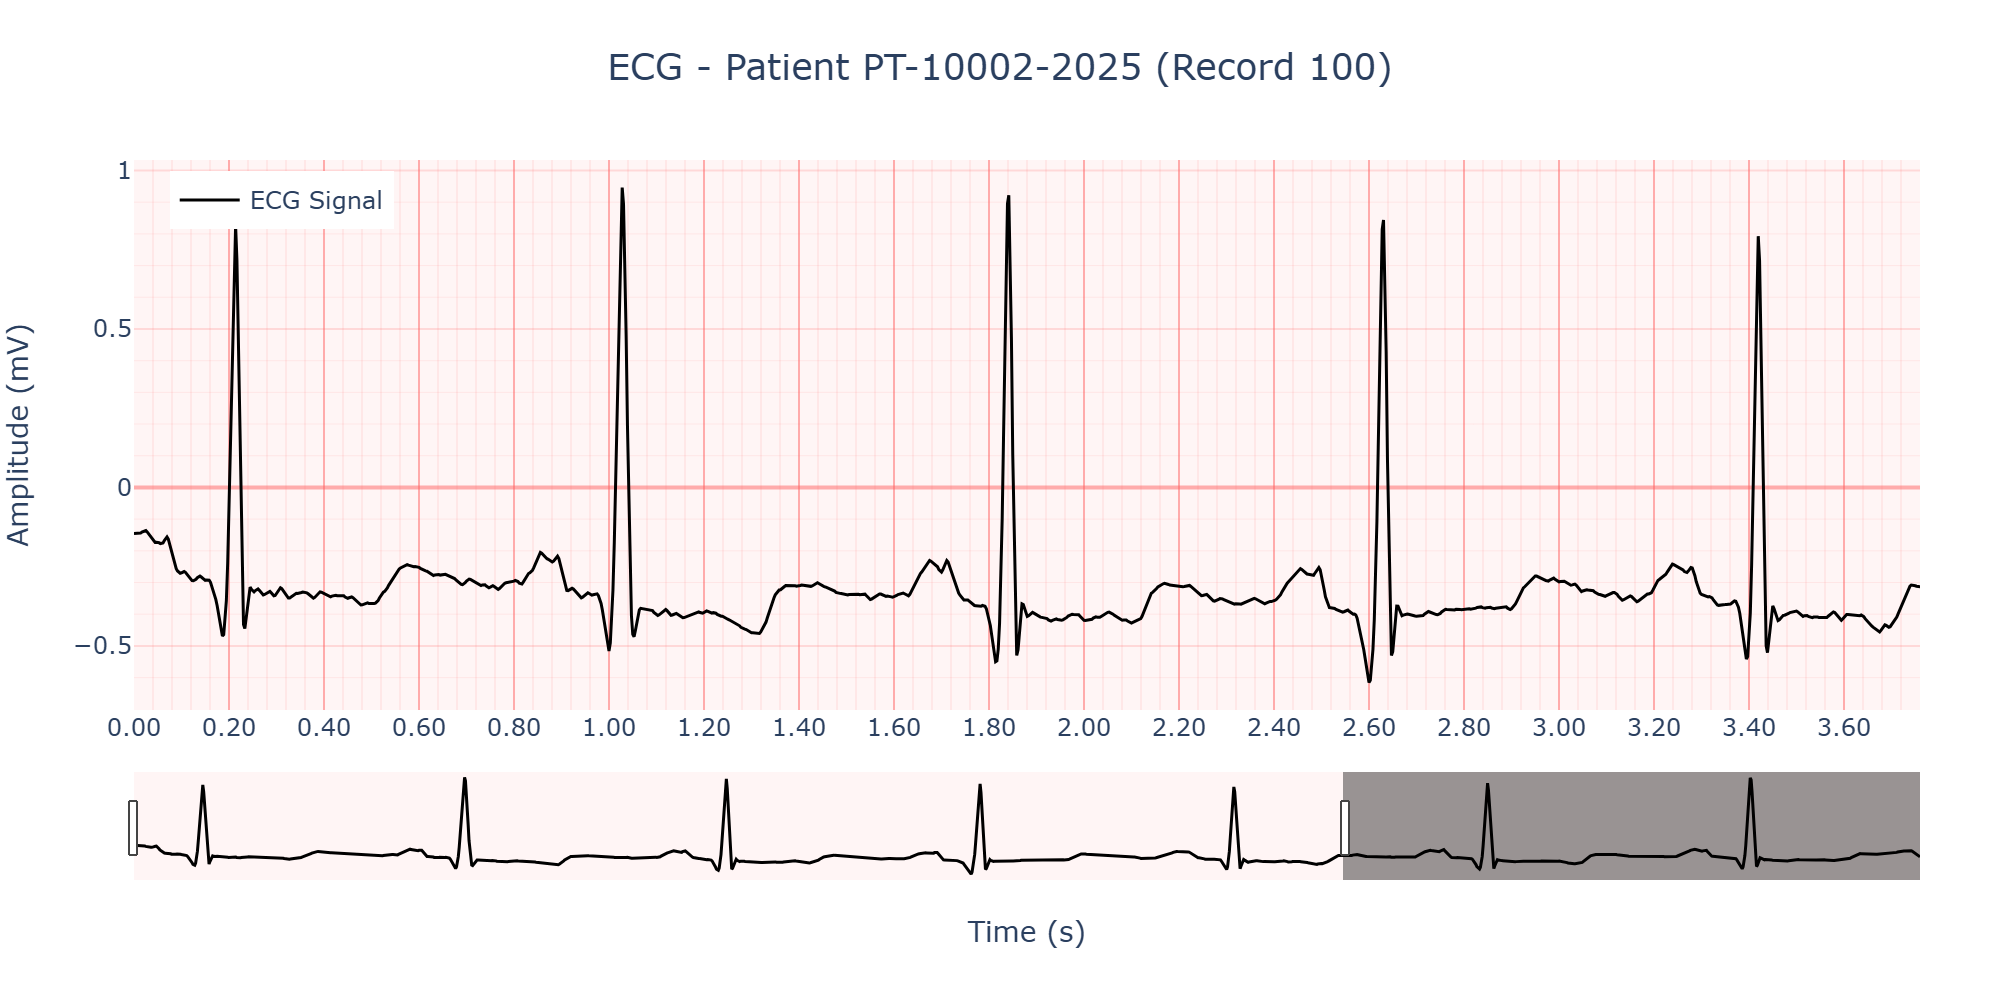 ECG - Patient PT-10002-2025 (Record 100)
ECG Signal
Amplitude (mV)
1
0.5
0
−0.5
0.00 0.20 0.40 0.60 0.80 1.00 1.20 1.40 1.60 1.80 2.00 2.20 2.40 2.60 2.80 3.00 3.20 3.40 3.60
Time (s)